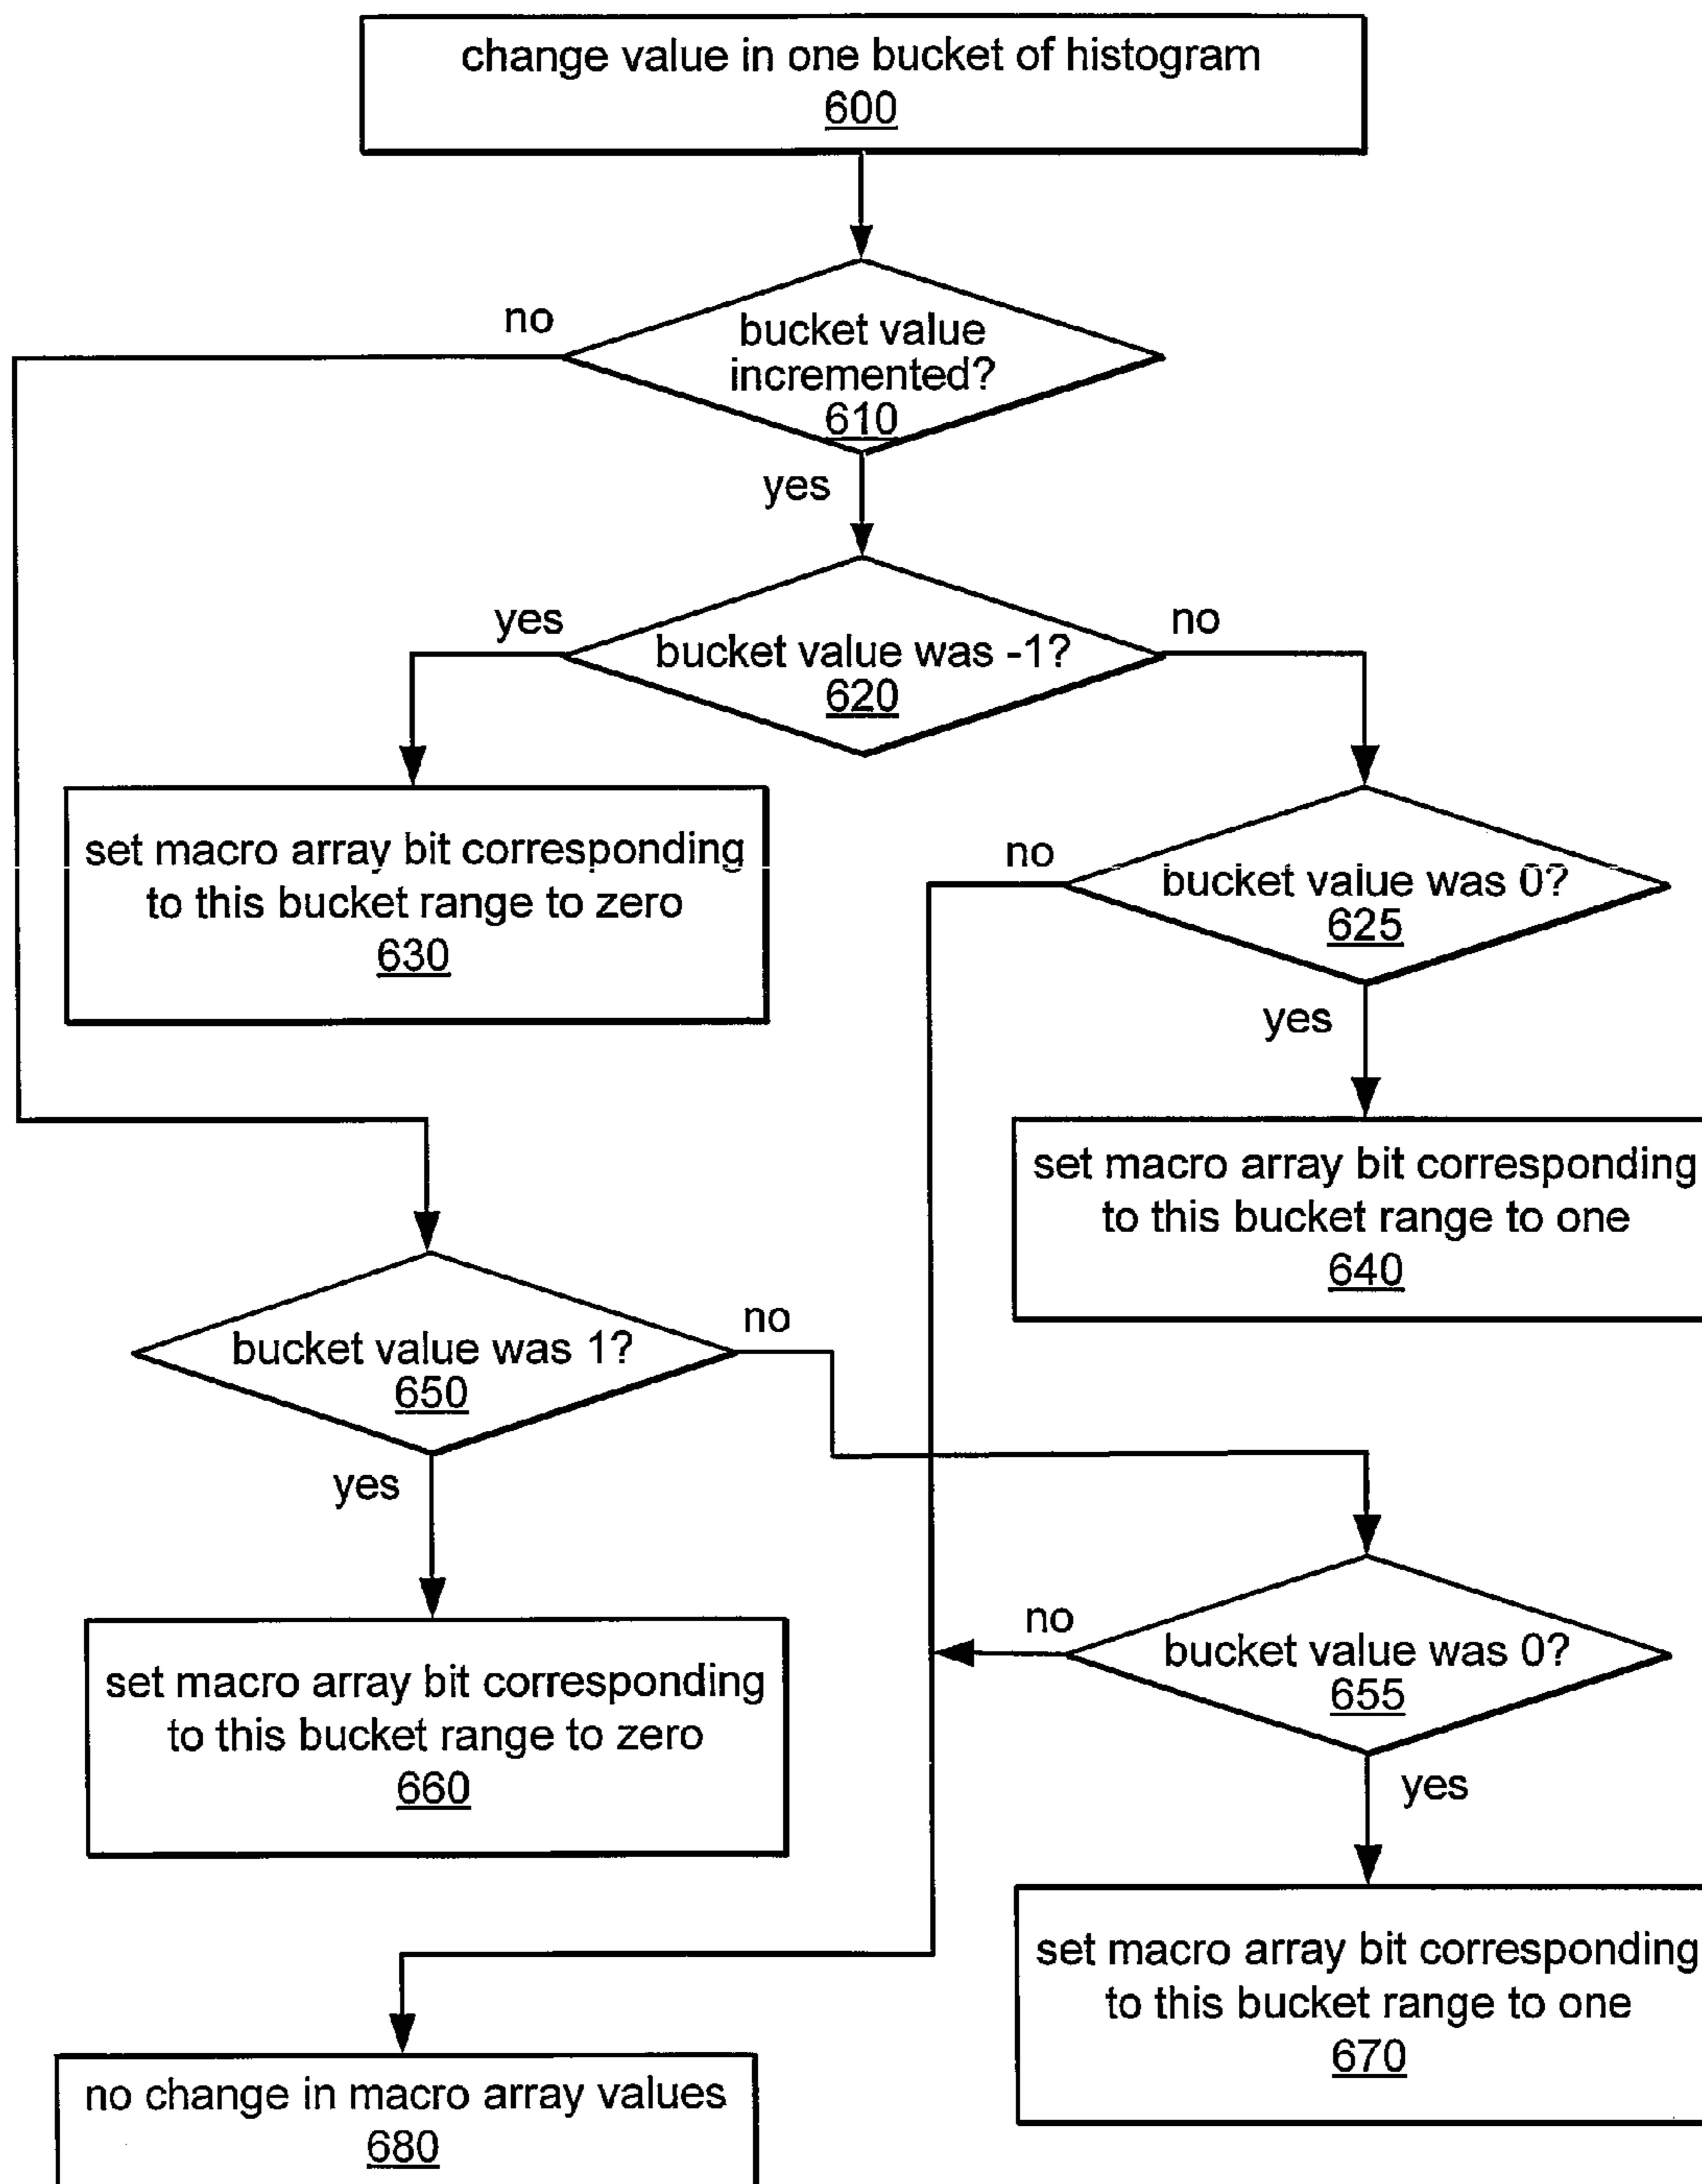 change value in one bucket of histogram
600
no
bucket value
incremented?
610
yes
yes
bucket value was -1?
620
no
set macro array bit corresponding
to this bucket range to zero
630
no
bucket value was 0?
625
yes
set macro array bit corresponding
to this bucket range to one
640
bucket value was 1?
650
no
yes
set macro array bit corresponding
to this bucket range to zero
660
no
bucket value was 0?
655
yes
set macro array bit corresponding
to this bucket range to one
670
no change in macro array values
680